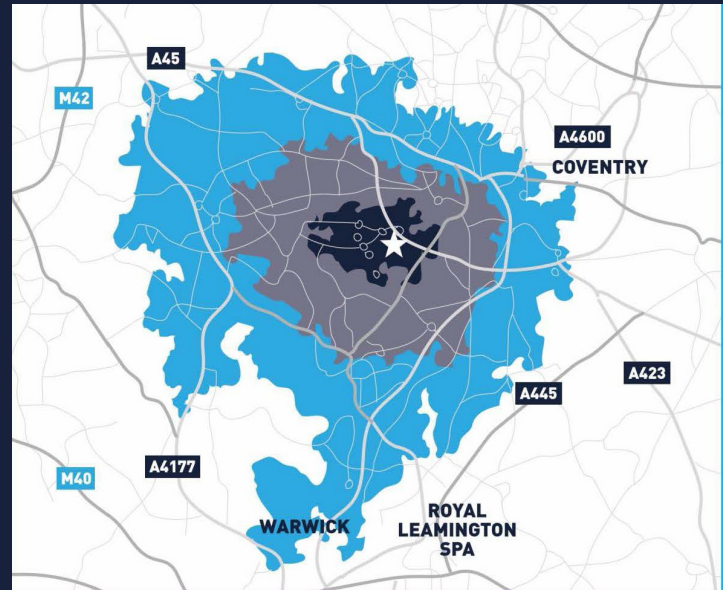 A45
M42
A4600
COVENTRY
A423
A445
A4177
M40
WARWICK
ROYAL
LEAMINGTON
SPA